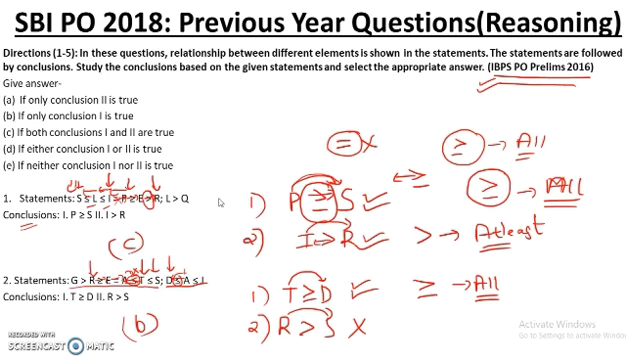 SBI PO 2018: Previous Year Questions(Reasoning)
Directions (1-5): In these questions, relationship between different elements is shown in the statements. The statements are followed
by conclusions. Study the conclusions based on the given statements and select the appropriate answer. (IBPS PO Prelims 2016)
Give answer-
(a) If only conclusion II is true
(b) If only conclusion I is true
(c) If both conclusions I and II are true
(d) If either conclusion I or II is true
(e) If neither conclusion I nor II is true
= X
≥ → All
≥ → All
1. Statements: S ≤ L ≤ I = P ≥ E > R; L > Q
Conclusions: I. P ≥ S II. I > R
(c)
1) P ≥ S ✓
2) I > R ✓
> → Atleast
2. Statements: G > R ≥ E = A ≤ T ≤ S; D ≤ A ≤ J
Conclusions: I. T ≥ D II. R > S
(b)
1) T ≥ D ✓
≥ → All
2) R > S X
Activate Windows
RECORDED WITH
SCREENCAST MATIC